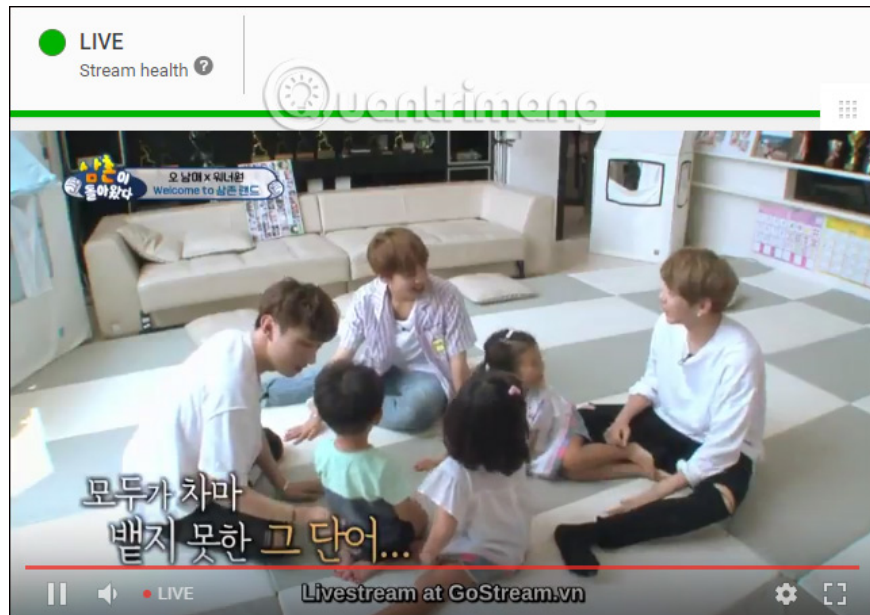 LIVE
Stream health ?
Quantrimang
삼촌이
돌아왔다
오남매X워너원
Welcome to 삼촌랜드
모두가 차마
뱉지 못한 그 단어...
LIVE
Livestream at GoStream.vn